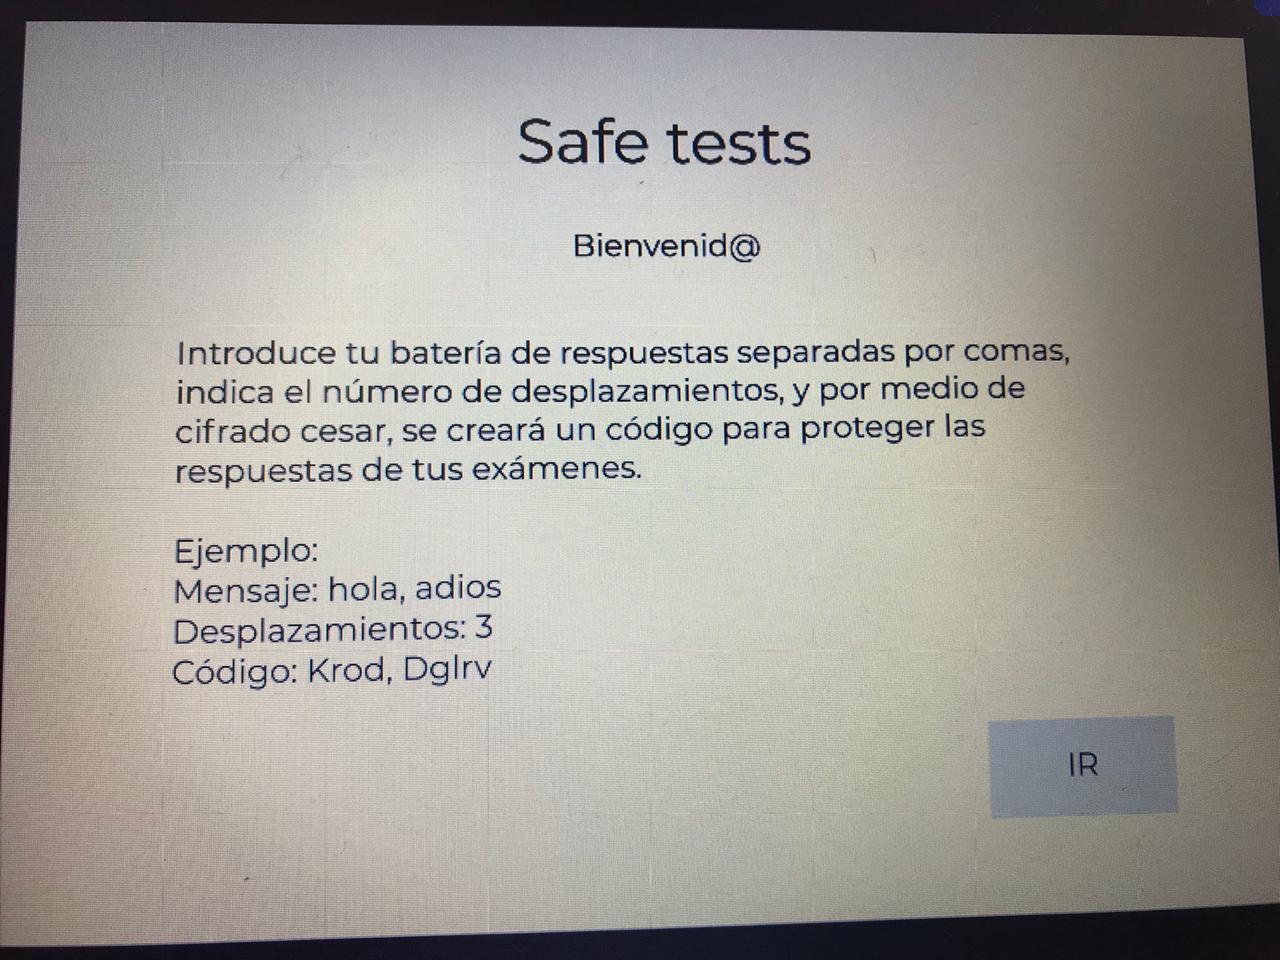 Safe tests
Bienvenid@
Introduce tu batería de respuestas separadas por comas,
indica el número de desplazamientos, y por medio de
cifrado cesar, se creará un código para proteger las
respuestas de tus exámenes.
Ejemplo:
Mensaje: hola, adios
Desplazamientos: 3
Código: Krod, Dglrv
IR